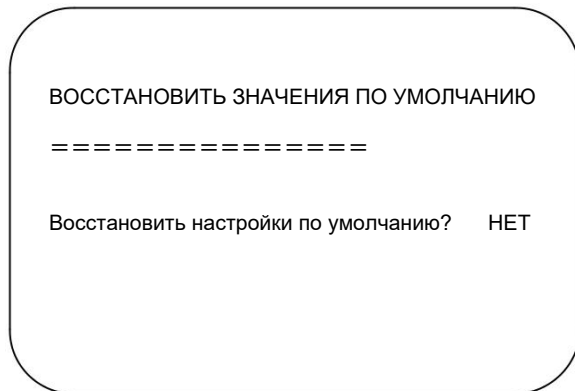 ВОССТАНОВИТЬ ЗНАЧЕНИЯ ПО УМОЛЧАНИЮ
===============
Восстановить настройки по умолчанию? НЕТ